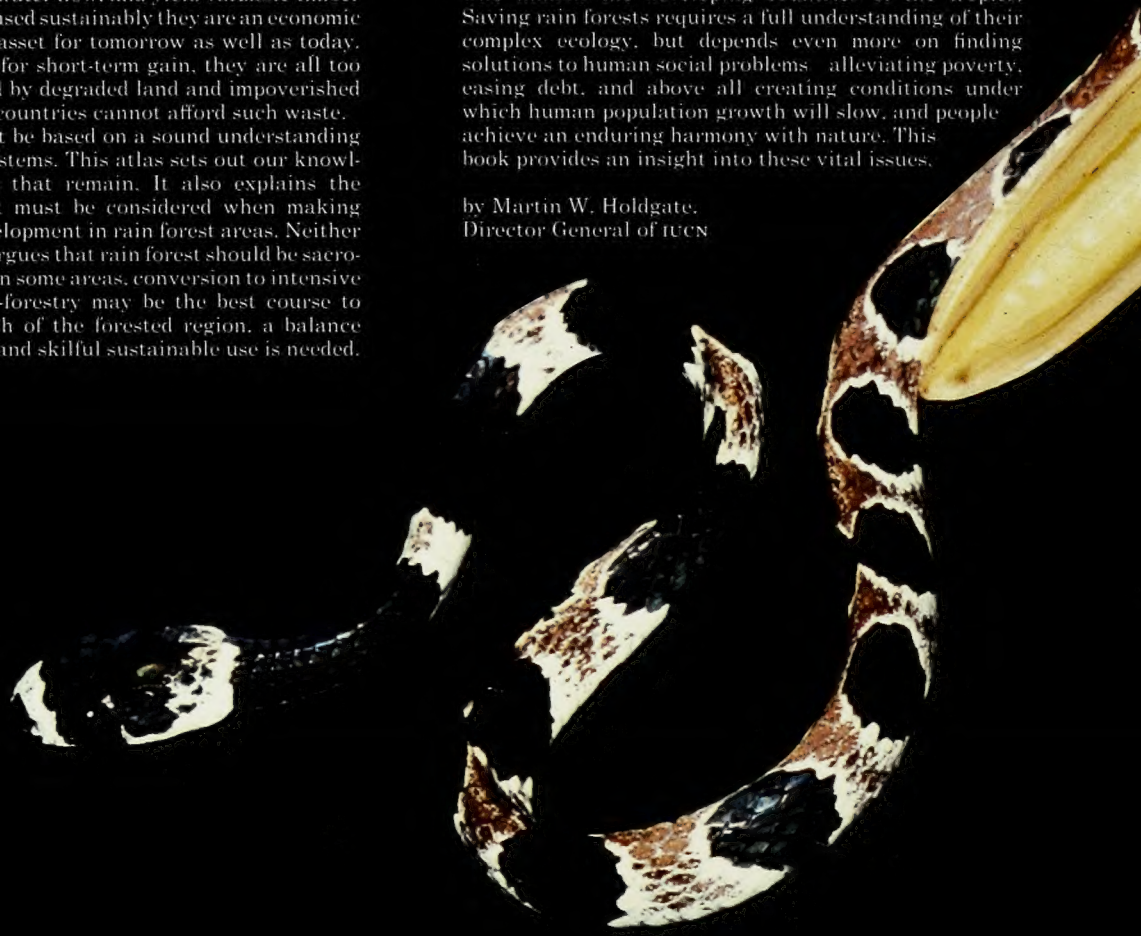 used sustainably they are an economic
asset for tomorrow as well as today.
for short-term gain, they are all too
by degraded land and impoverished
countries cannot afford such waste.
t be based on a sound understanding
stems. This atlas sets out our knowl-
that remain. It also explains the
must be considered when making
elopment in rain forest areas. Neither
rgues that rain forest should be sacro-
n some areas, conversion to intensive
-forestry may be the best course to
h of the forested region, a balance
and skilful sustainable use is needed.
Saving rain forests requires a full understanding of their
complex ecology, but depends even more on finding
solutions to human social problems alleviating poverty,
easing debt, and above all creating conditions under
which human population growth will slow, and people
achieve an enduring harmony with nature. This
book provides an insight into these vital issues.
by Martin W. Holdgate,
Director General of IUCN